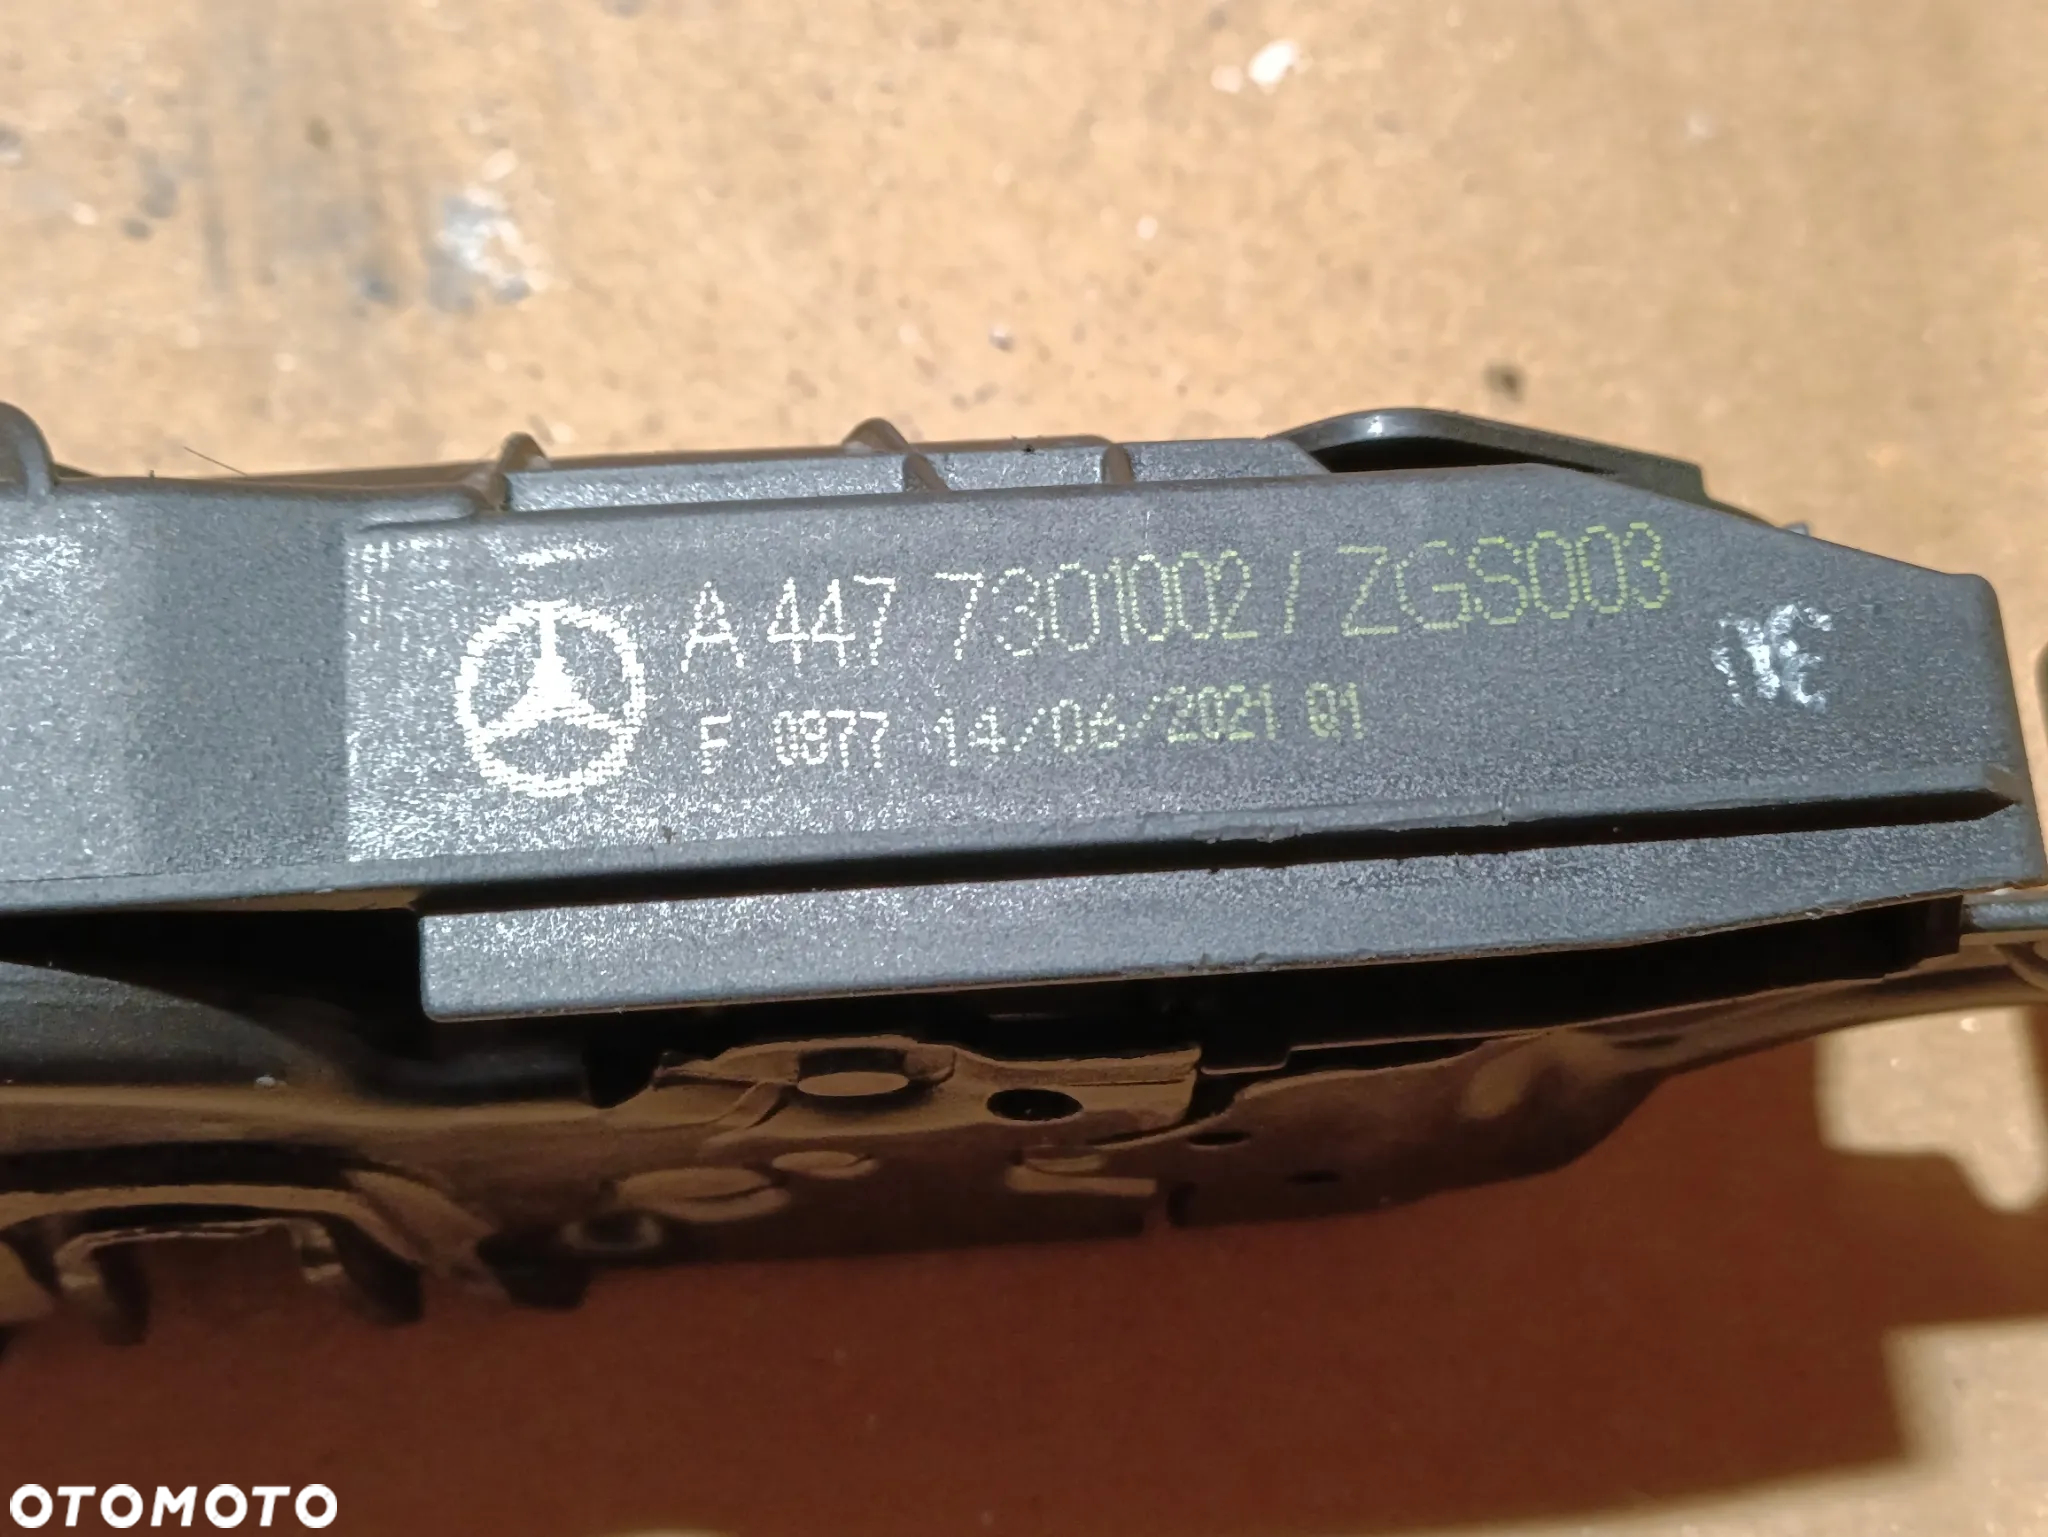 A 447 7301002 / ZGS003
F 0877 14/06/2021 01
OTOMOTO